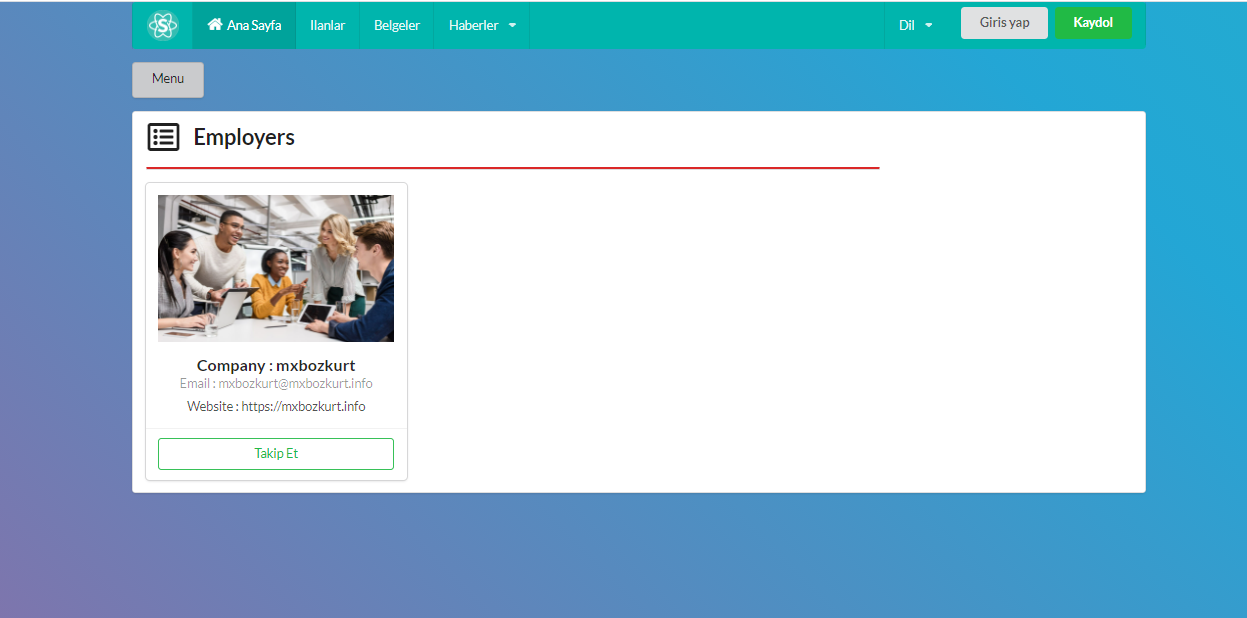 S
Ana Sayfa
Ilanlar
Belgeler
Haberler
Dil
Giris yap
Kaydol
Menu
Employers
Company : mxbozkurt
Email : mxbozkurt@mxbozkurt.info
Website : https://mxbozkurt.info
Takip Et